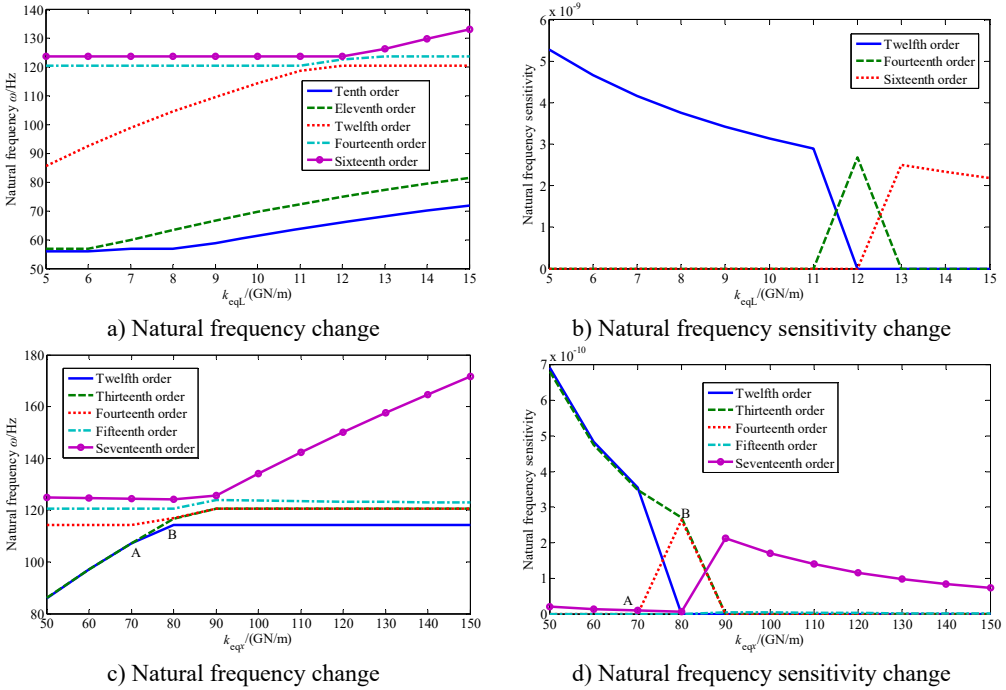 140
130
120
110
100
90
80
70
60
50
Natural frequency ω/Hz
Tenth order
Eleventh order
Twelfth order
Fourteenth order
Sixteenth order
5 6 7 8 9 10 11 12 13 14 15
keqL/(GN/m)
a) Natural frequency change
x 10-9
6
5
4
3
2
1
0
Natural frequency sensitivity
Twelfth order
Fourteenth order
Sixteenth order
5 6 7 8 9 10 11 12 13 14 15
keqL/(GN/m)
b) Natural frequency sensitivity change
180
160
140
120
100
80
Natural frequency ω/Hz
Twelfth order
Thirteenth order
Fourteenth order
Fifteenth order
Seventeenth order
A
B
50 60 70 80 90 100 110 120 130 140 150
keqx/(GN/m)
c) Natural frequency change
x 10-10
7
6
5
4
3
2
1
0
Natural frequency sensitivity
Twelfth order
Thirteenth order
Fourteenth order
Fifteenth order
Seventeenth order
B
A
50 60 70 80 90 100 110 120 130 140 150
keqx/(GN/m)
d) Natural frequency sensitivity change